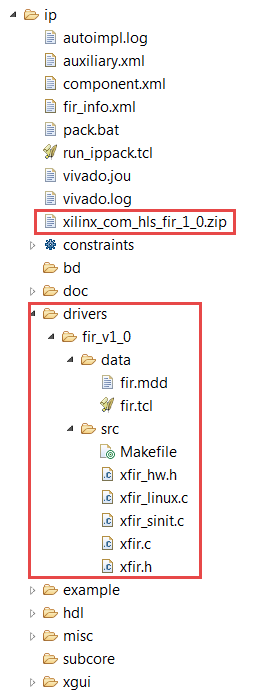 ip
autoimpl.log
auxiliary.xml
component.xml
fir_info.xml
pack.bat
run_ippack.tcl
vivado.jou
vivado.log
xilinx_com_hls_fir_1_0.zip
constraints
bd
doc
drivers
fir_v1_0
data
fir.mdd
fir.tcl
src
Makefile
xfir_hw.h
xfir_linux.c
xfir_sinit.c
xfir.c
xfir.h
example
hdl
misc
subcore
xgui